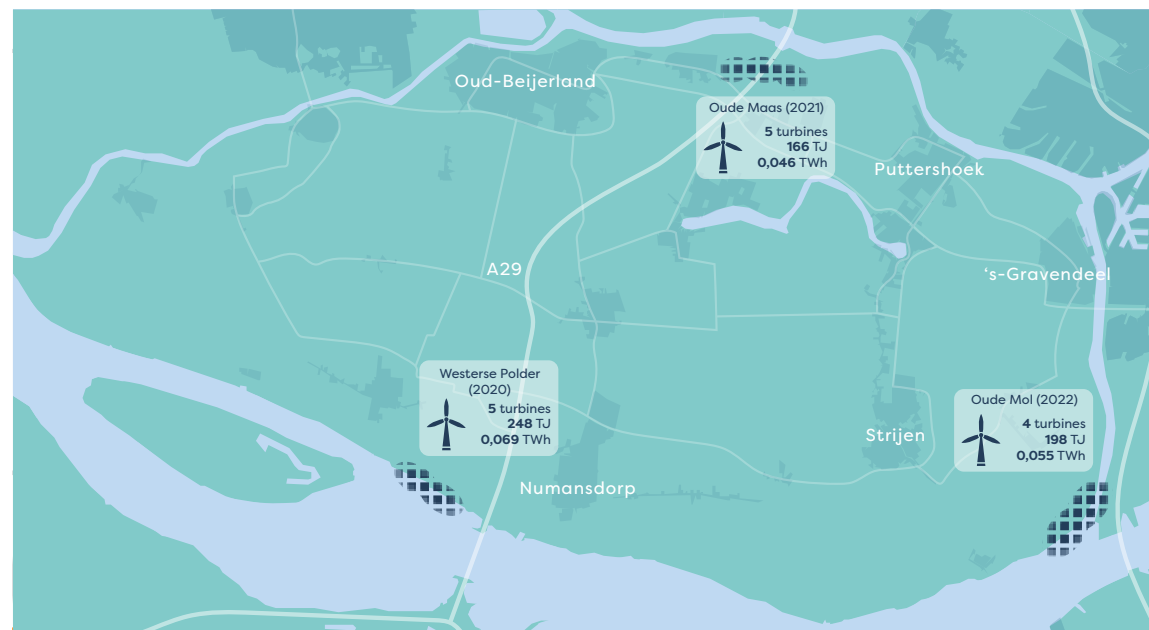 Oud-Beijerland
Oude Maas (2021)
5 turbines
166 TJ
0,046 TWh
Puttershoek
A29
‘s-Gravendeel
Westerse Polder
(2020)
5 turbines
248 TJ
0,069 TWh
Oude Mol (2022)
4 turbines
198 TJ
0,055 TWh
Strijen
Numansdorp